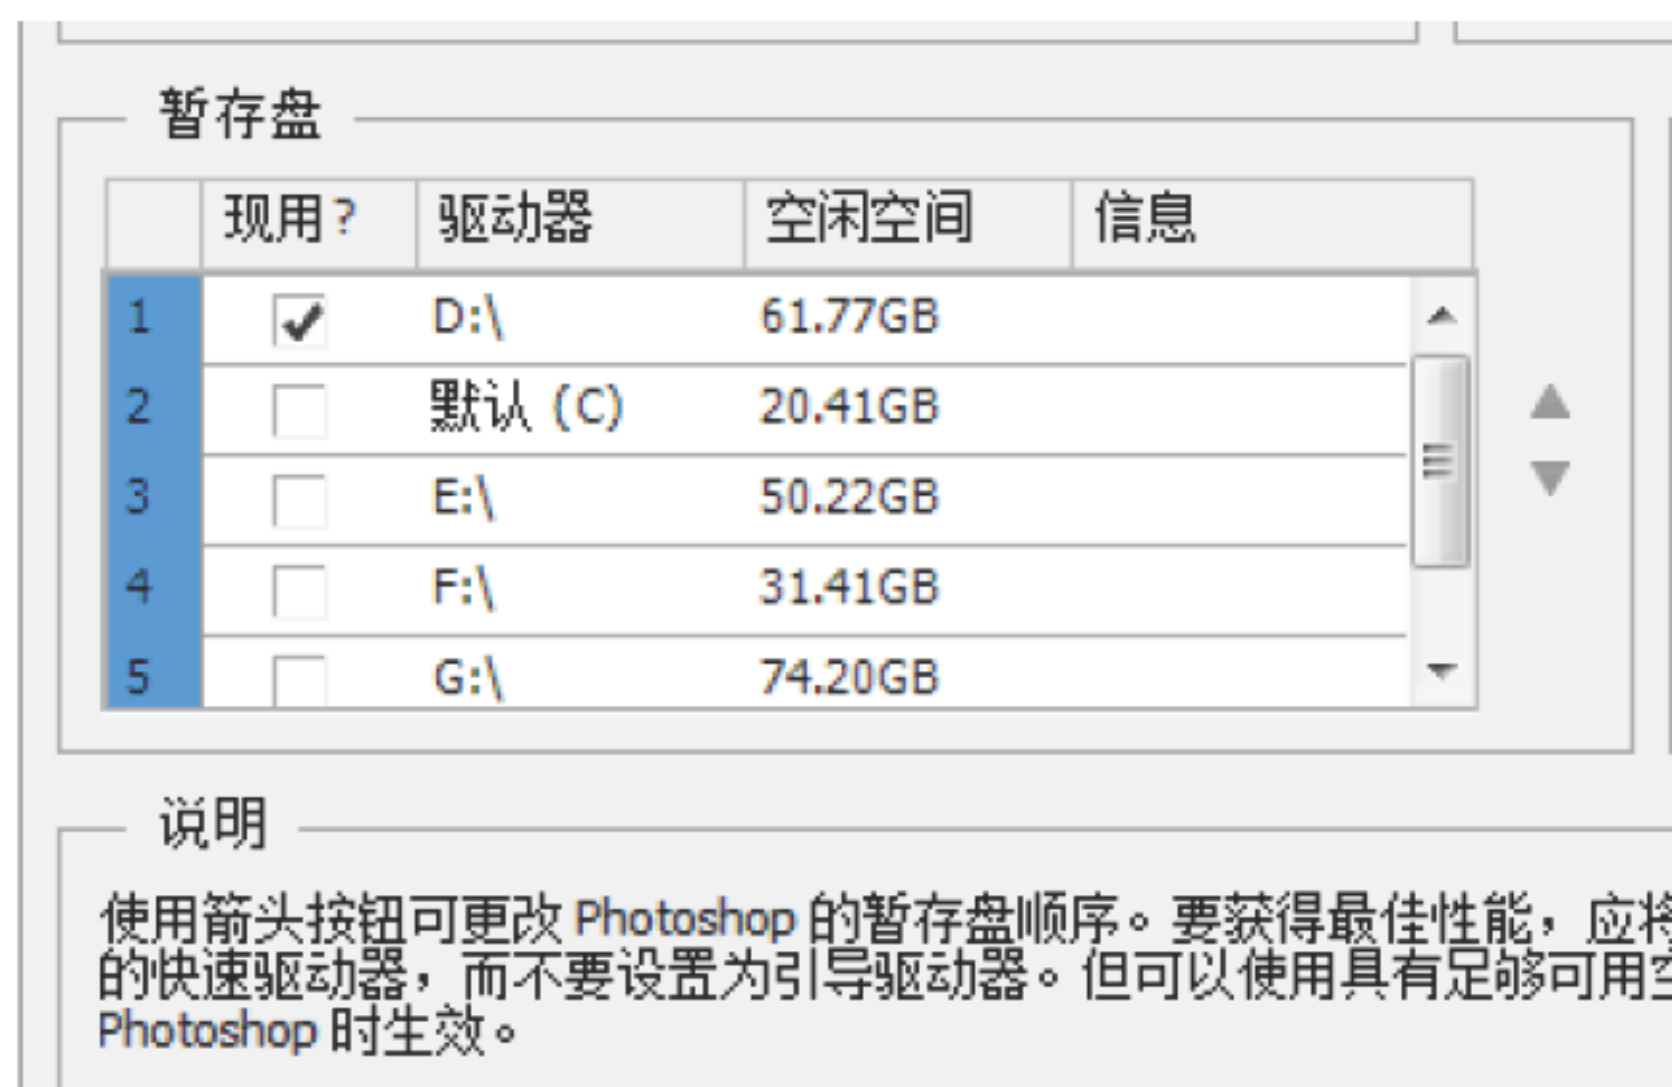 暂存盘
现用? 驱动器 空闲空间 信息
1 D:\ 61.77GB
2 默认 (C) 20.41GB
3 E:\ 50.22GB
4 F:\ 31.41GB
5 G:\ 74.20GB
说明
使用箭头按钮可更改 Photoshop 的暂存盘顺序。要获得最佳性能，应将
的快速驱动器，而不要设置为引导驱动器。但可以使用具有足够可用空
Photoshop 时生效。